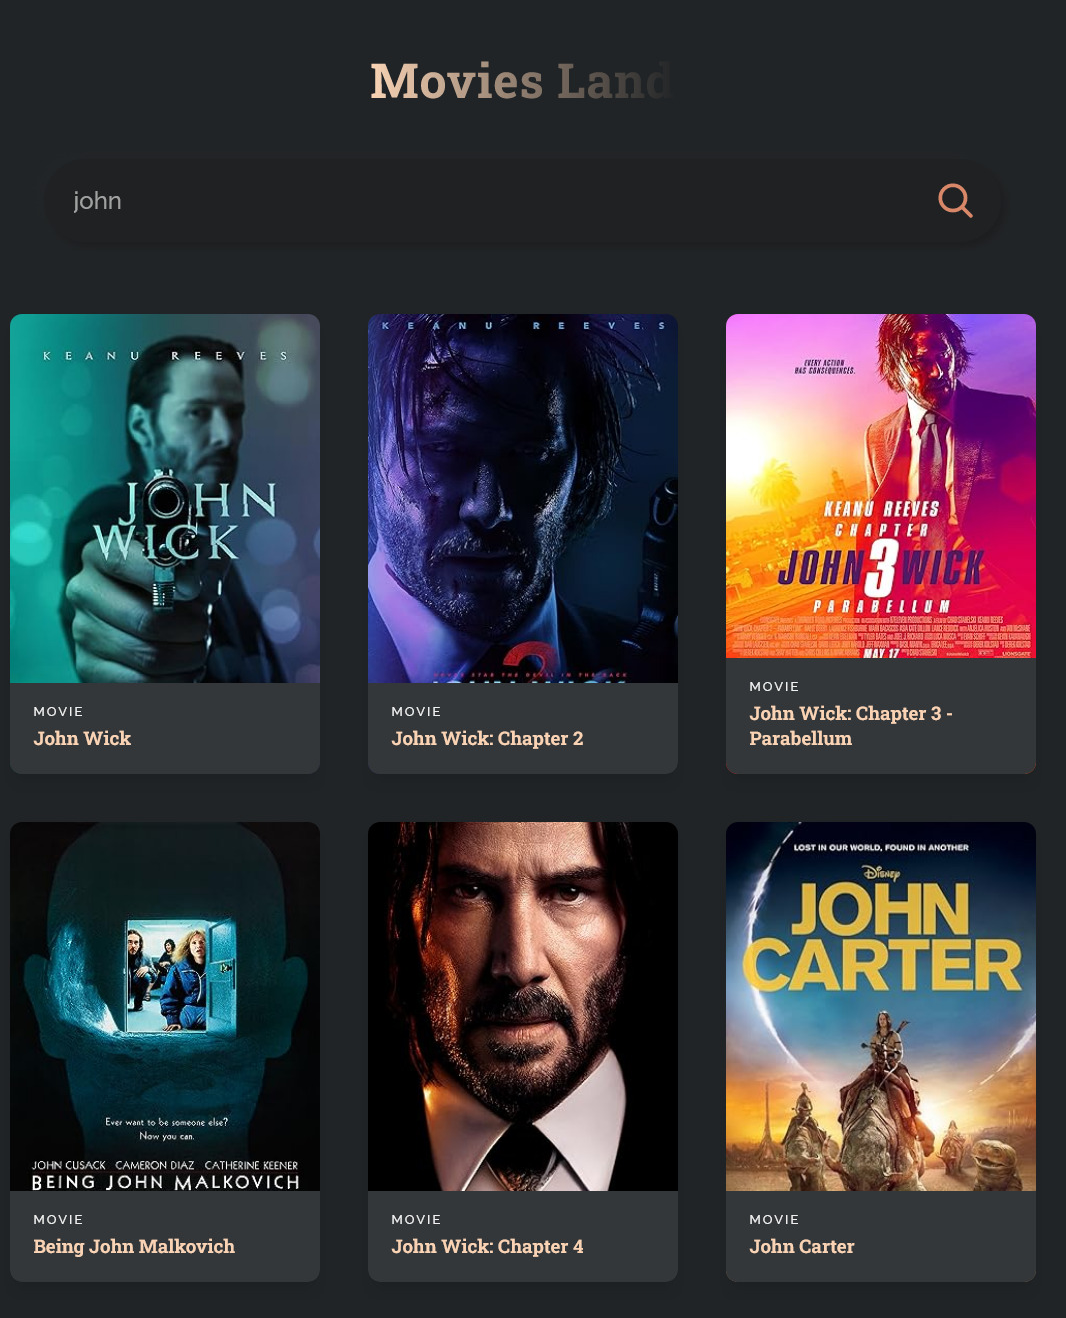 Movies Land
john
KEANU REEVES
JOHN
WICK
MOVIE
John Wick
KEANU REEVES
2
JOHN WICK
MOVIE
John Wick: Chapter 2
EVERY ACTION
HAS CONSEQUENCES.
KEANU REEVES
CHAPTER
JOHN 3 WICK
PARABELLUM
MAY 17
LIONSGATE
MOVIE
John Wick: Chapter 3 -
Parabellum
Ever want to be someone else?
Now you can.
JOHN CUSACK CAMERON DIAZ CATHERINE KEENER
BEING JOHN MALKOVICH
MOVIE
Being John Malkovich
MOVIE
John Wick: Chapter 4
LOST IN OUR WORLD, FOUND IN ANOTHER
Disney
JOHN
CARTER
MOVIE
John Carter